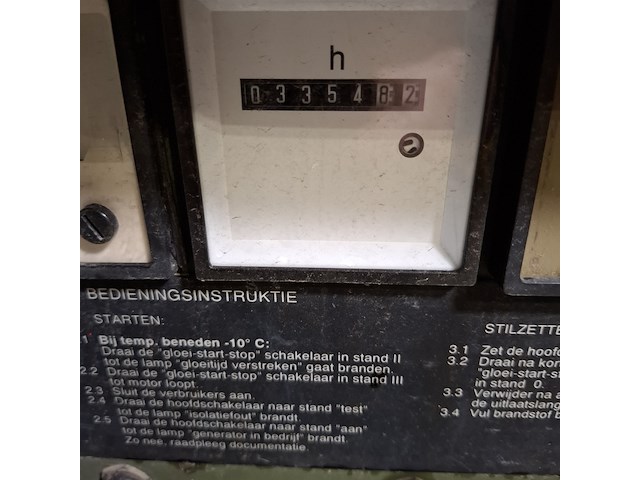 h
0335482
BEDIENINGSINSTRUKTIE
STARTEN:
.1 Bij temp. beneden -10° C:
Draai de "gloei-start-stop" schakelaar in stand II
tot de lamp "gloeitijd verstreken" gaat branden.
2.2 Draai de "gloei-start-stop" schakelaar in stand III
tot motor loopt.
2.3 Sluit de verbruikers aan.
2.4 Draai de hoofdschakelaar naar stand "test"
tot de lamp "isolatiefout" brandt.
2.5 Draai de hoofdschakelaar naar stand "aan"
tot de lamp "generator in bedrijf" brandt.
Zo nee, raadpleeg documentatie.
STILZETTE
3.1 Zet de hoofd
3.2 Draai na kor
"gloei-start-s
in stand 0.
3.3 Verwijder na a
de uitlaatslang
3.4 Vul brandstof b